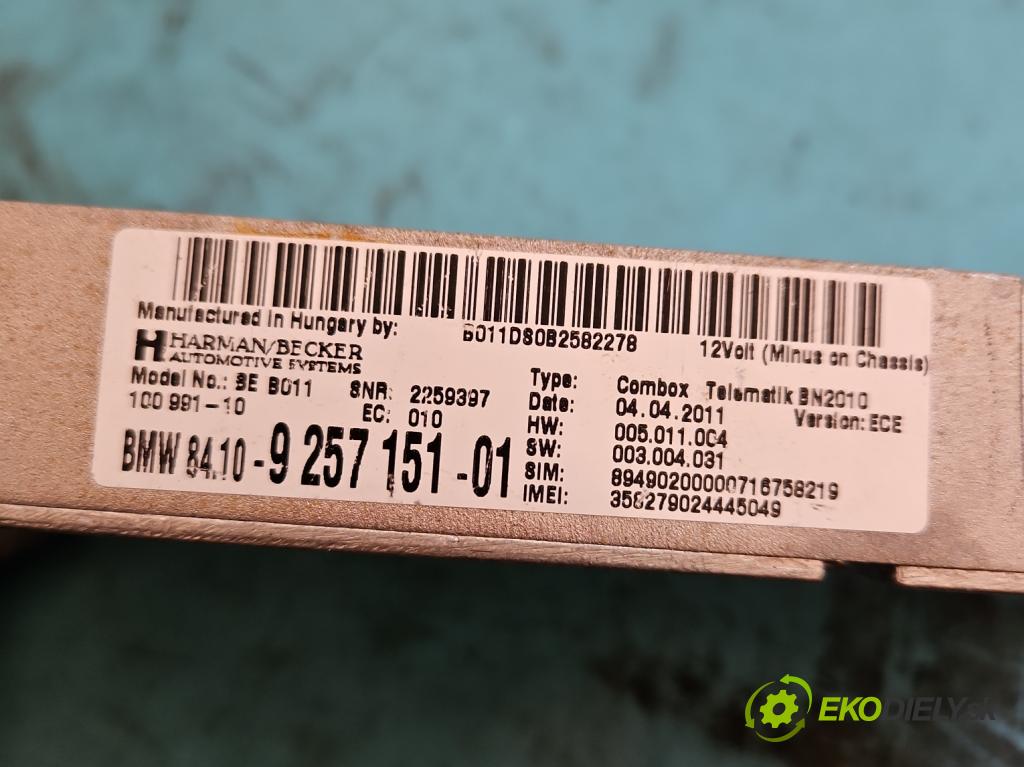 Manufactured in Hungary by:
B011DS0B2582278
12Volt (Minus on Chassis)
HARMAN/BECKER
AUTOMOTIVE SYSTEMS
Model No.: BE B011
SNR: 2259397
100 991-10
EC: 010
BMW 84.10-9 257 151-01
Type: Combox Telematik BN2010
Date: 04.04.2011 Version: ECE
HW: 005.011.004
SW: 003.004.031
SIM: 89490200000716758219
IMEI: 358279024445049
EKODIELY.sk